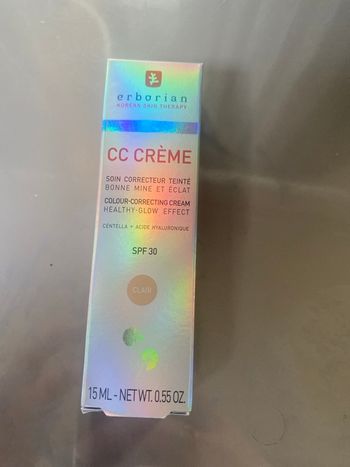 erborian
KOREAN SKIN THERAPY
CC CRÈME
SOIN CORRECTEUR TEINTÉ
BONNE MINE ET ÉCLAT
COLOUR-CORRECTING CREAM
HEALTHY-GLOW EFFECT
CENTELLA + ACIDE HYALURONIQUE
SPF 30
CLAIR
15 ML - NET WT. 0.55 OZ.